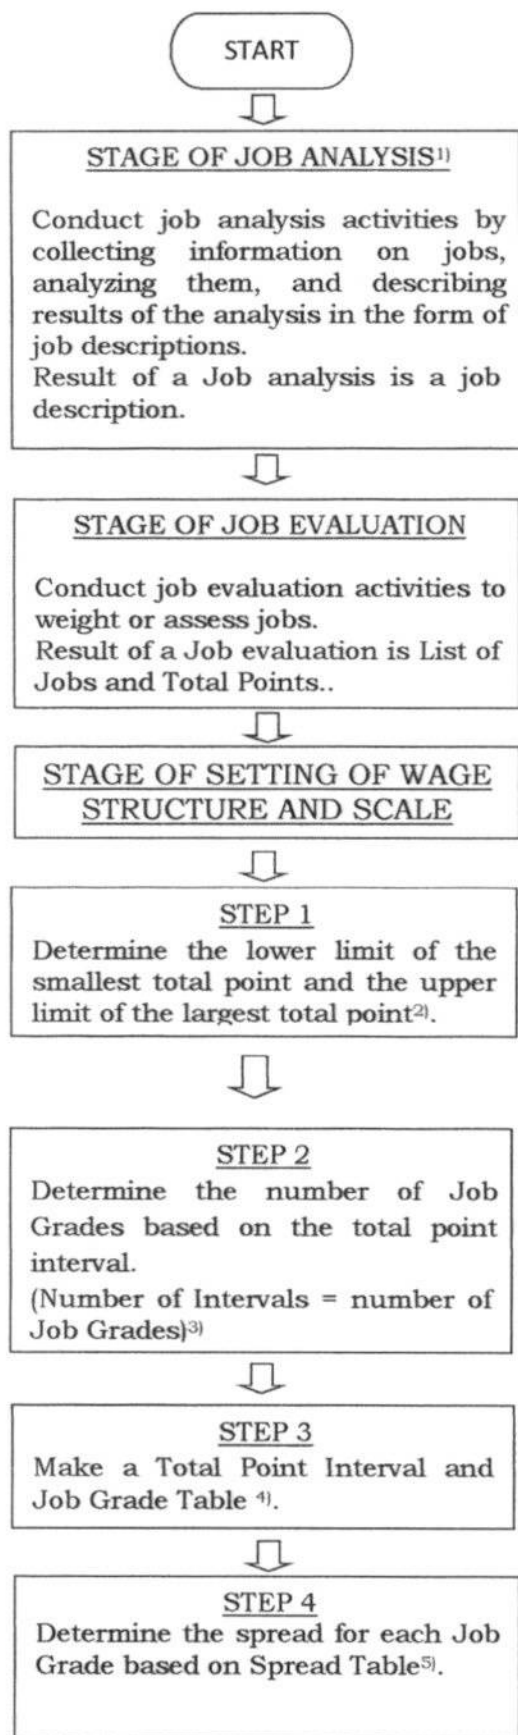 START
STAGE OF JOB ANALYSIS¹⁾
Conduct job analysis activities by
collecting information on jobs,
analyzing them, and describing
results of the analysis in the form of
job descriptions.
Result of a Job analysis is a job
description.
STAGE OF JOB EVALUATION
Conduct job evaluation activities to
weight or assess jobs.
Result of a Job evaluation is List of
Jobs and Total Points..
STAGE OF SETTING OF WAGE
STRUCTURE AND SCALE
STEP 1
Determine the lower limit of the
smallest total point and the upper
limit of the largest total point²⁾.
STEP 2
Determine the number of Job
Grades based on the total point
interval.
(Number of Intervals = number of
Job Grades)³⁾
STEP 3
Make a Total Point Interval and
Job Grade Table ⁴⁾.
STEP 4
Determine the spread for each Job
Grade based on Spread Table⁵⁾.